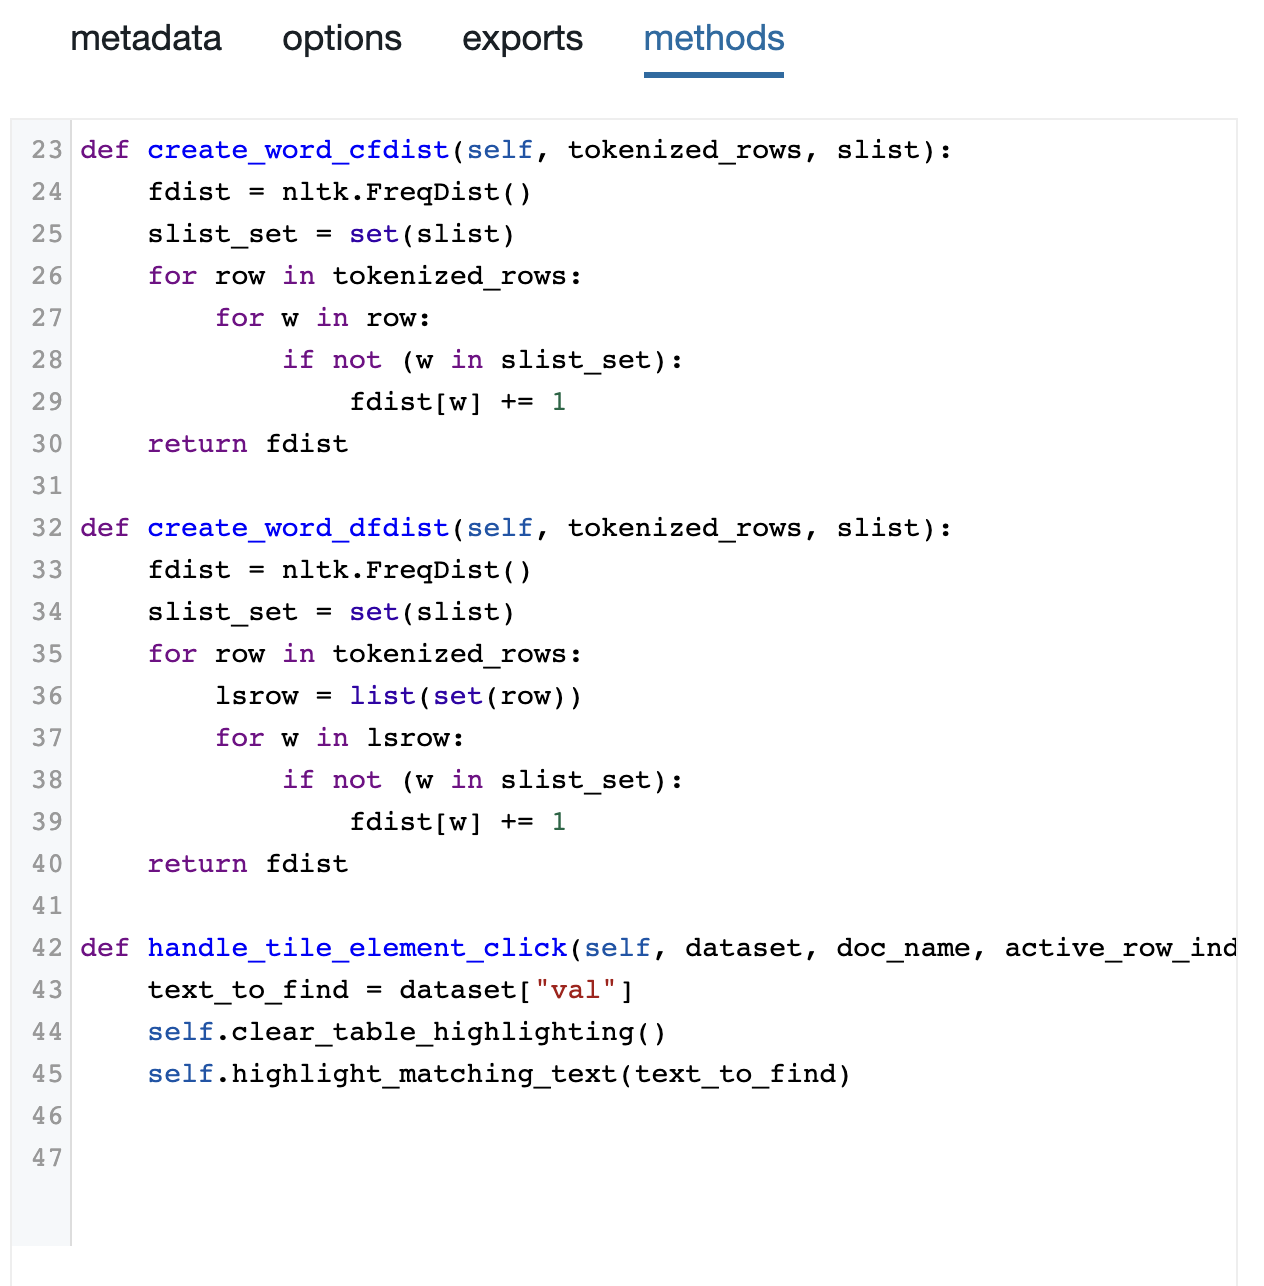 metadata options exports methods
23 def create_word_cfdist(self, tokenized_rows, slist):
24     fdist = nltk.FreqDist()
25     slist_set = set(slist)
26     for row in tokenized_rows:
27         for w in row:
28             if not (w in slist_set):
29                 fdist[w] += 1
30     return fdist
31
32 def create_word_dfdist(self, tokenized_rows, slist):
33     fdist = nltk.FreqDist()
34     slist_set = set(slist)
35     for row in tokenized_rows:
36         lsrow = list(set(row))
37         for w in lsrow:
38             if not (w in slist_set):
39                 fdist[w] += 1
40     return fdist
41
42 def handle_tile_element_click(self, dataset, doc_name, active_row_ind
43     text_to_find = dataset["val"]
44     self.clear_table_highlighting()
45     self.highlight_matching_text(text_to_find)
46
47